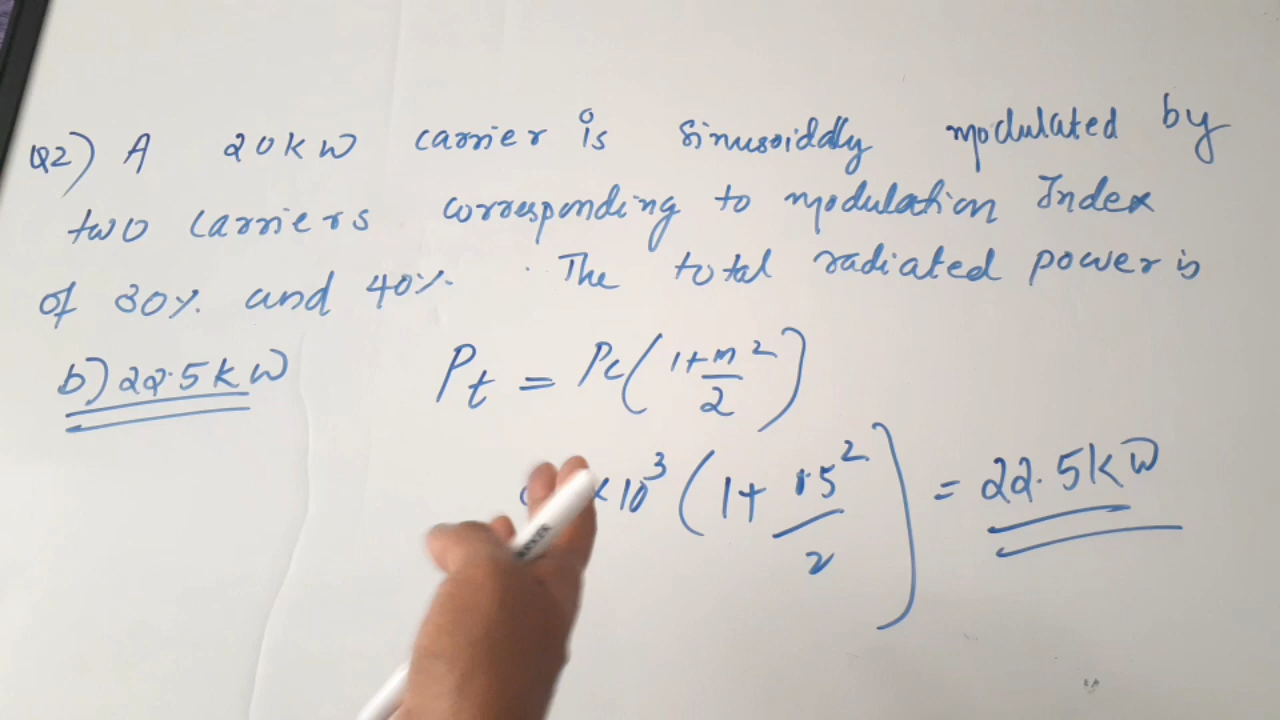 Q2) A 20kW carrier is sinusoiddly modulated by
two carriers corresponding to modulation Index
of 30%. and 40%. The total radiated power is
b) 22.5kW
Pt = Pc(1+m²/2)
×10³ (1+ .5²/2) = 22.5kW